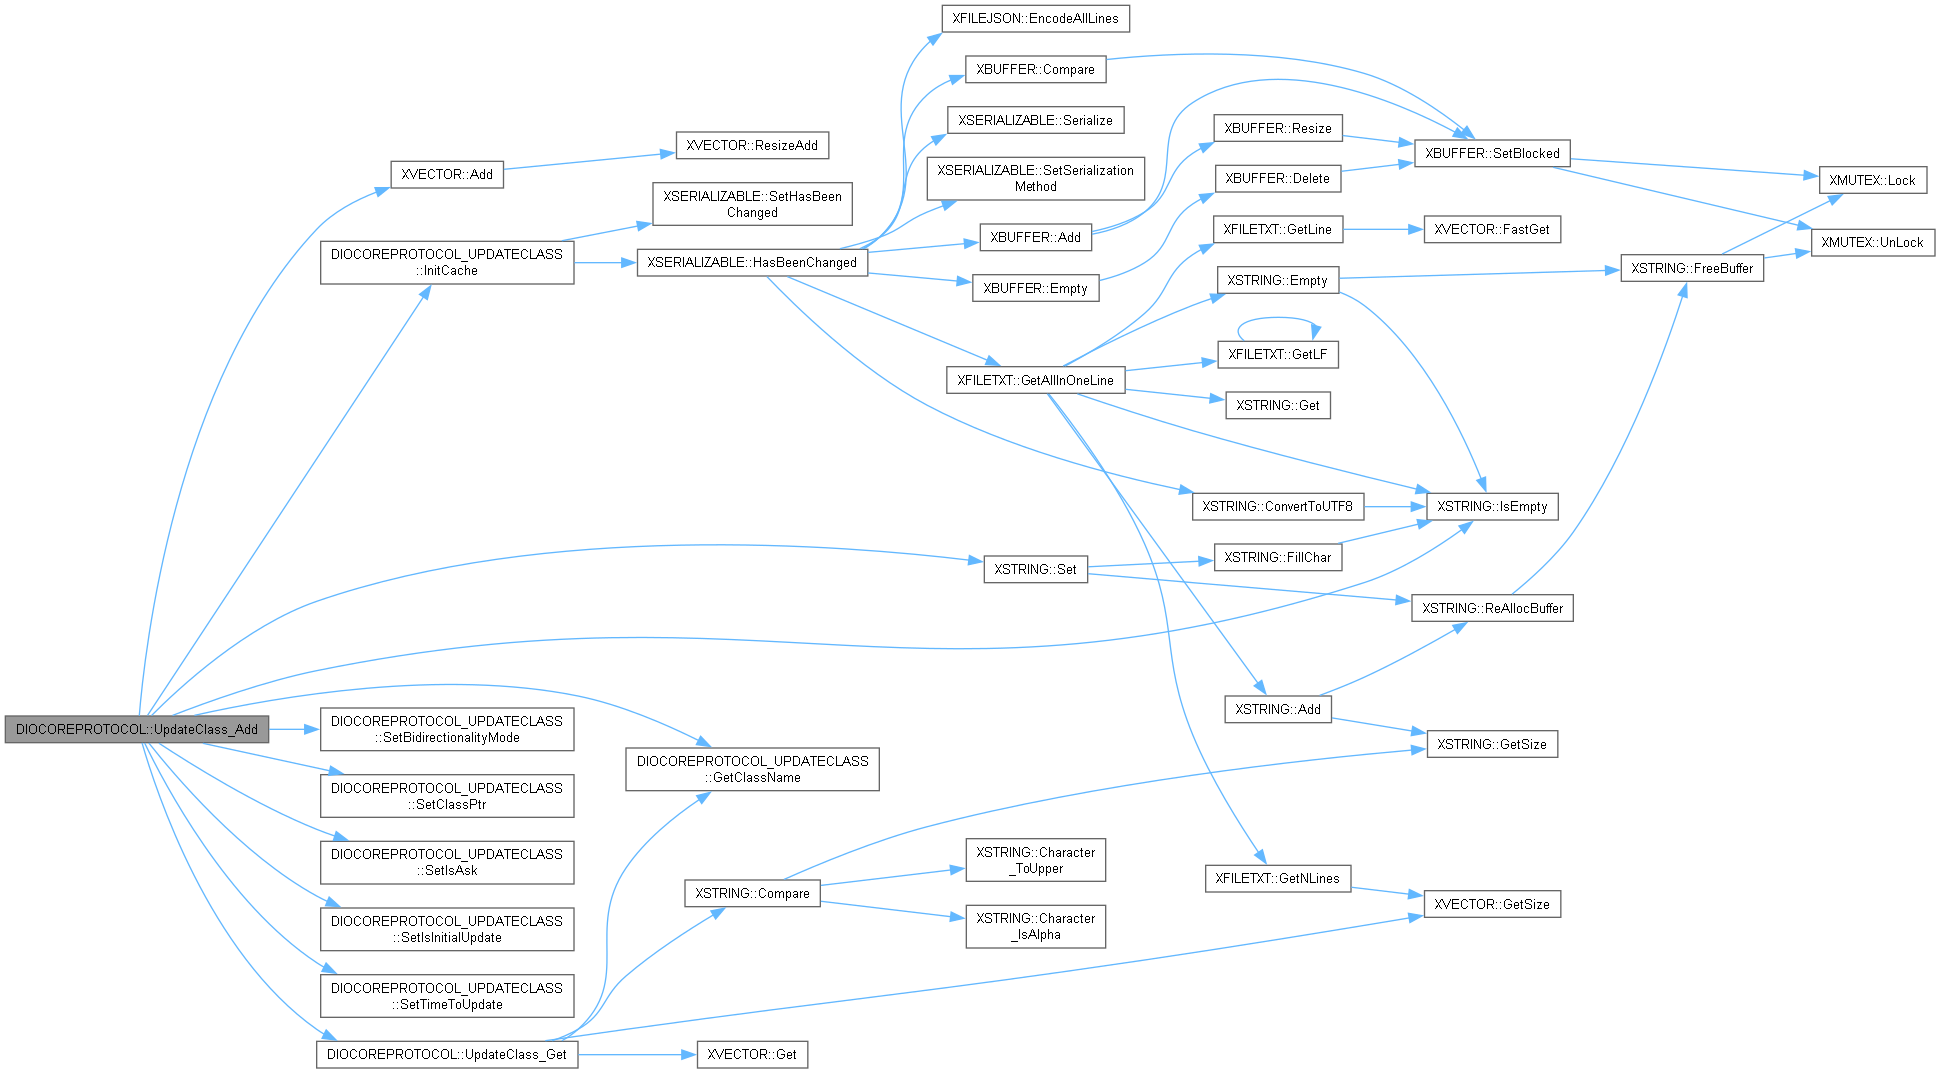 XFILEJSON::EncodeAllLines
XBUFFER::Compare
XSERIALIZABLE::Serialize
XBUFFER::Resize
XVECTOR::ResizeAdd
XBUFFER::SetBlocked
XVECTOR::Add
XSERIALIZABLE::SetSerialization
Method
XBUFFER::Delete
XMUTEX::Lock
XSERIALIZABLE::SetHasBeen
Changed
XBUFFER::Add
XFILETXT::GetLine
XVECTOR::FastGet
XMUTEX::UnLock
DIOCOREPROTOCOL_UPDATECLASS
::InitCache
XSERIALIZABLE::HasBeenChanged
XSTRING::FreeBuffer
XBUFFER::Empty
XSTRING::Empty
XFILETXT::GetLF
XFILETXT::GetAllInOneLine
XSTRING::Get
XSTRING::ConvertToUTF8
XSTRING::IsEmpty
XSTRING::FillChar
XSTRING::Set
XSTRING::ReAllocBuffer
XSTRING::Add
DIOCOREPROTOCOL::UpdateClass_Add
DIOCOREPROTOCOL_UPDATECLASS
::SetBidirectionalityMode
XSTRING::GetSize
DIOCOREPROTOCOL_UPDATECLASS
::GetClassName
DIOCOREPROTOCOL_UPDATECLASS
::SetClassPtr
DIOCOREPROTOCOL_UPDATECLASS
::SetIsAsk
XSTRING::Character
_ToUpper
XFILETXT::GetNLines
XSTRING::Compare
XVECTOR::GetSize
DIOCOREPROTOCOL_UPDATECLASS
::SetIsInitialUpdate
XSTRING::Character
_IsAlpha
DIOCOREPROTOCOL_UPDATECLASS
::SetTimeToUpdate
DIOCOREPROTOCOL::UpdateClass_Get
XVECTOR::Get